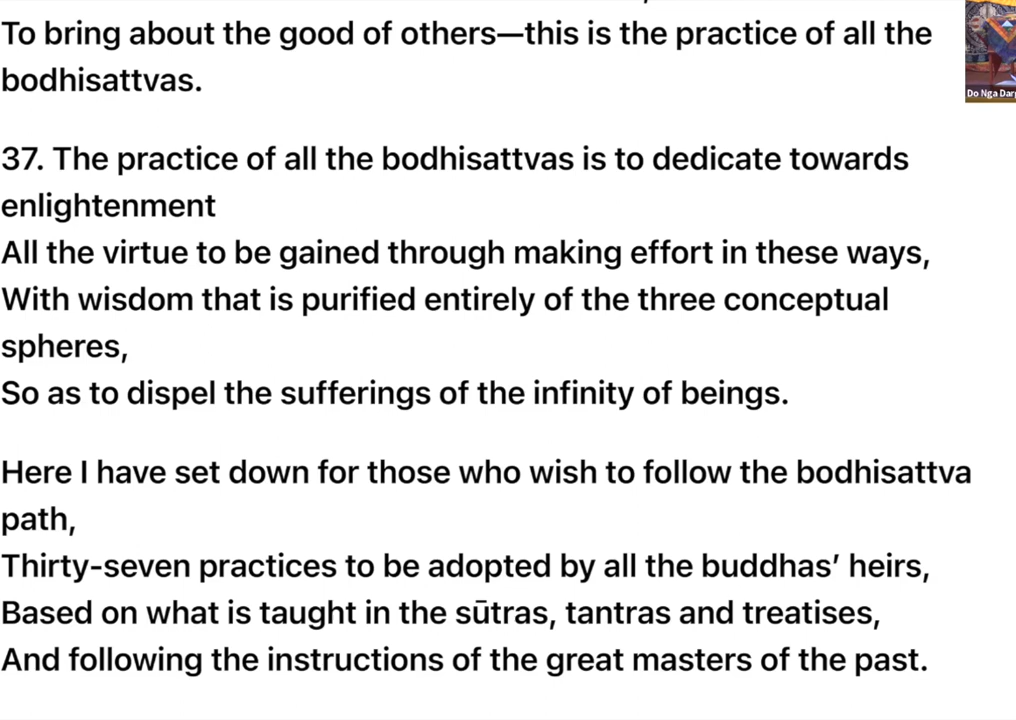 To bring about the good of others—this is the practice of all the
bodhisattvas.
37. The practice of all the bodhisattvas is to dedicate towards
enlightenment
All the virtue to be gained through making effort in these ways,
With wisdom that is purified entirely of the three conceptual
spheres,
So as to dispel the sufferings of the infinity of beings.
Here I have set down for those who wish to follow the bodhisattva
path,
Thirty-seven practices to be adopted by all the buddhas’ heirs,
Based on what is taught in the sūtras, tantras and treatises,
And following the instructions of the great masters of the past.
Do Nga